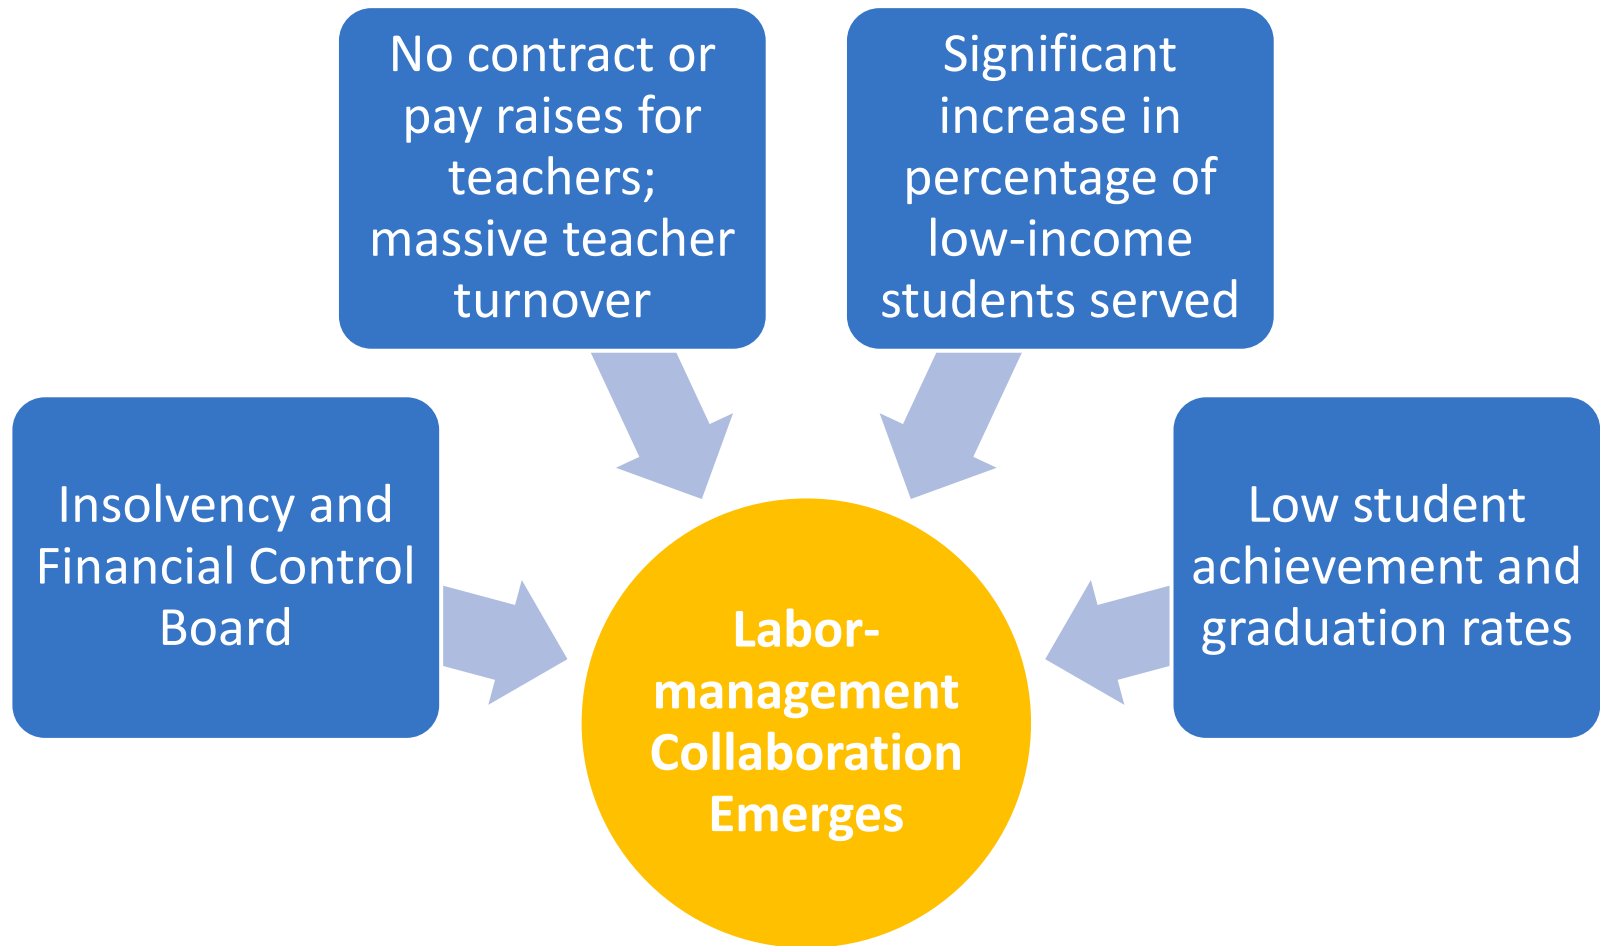 No contract or
pay raises for
teachers;
massive teacher
turnover
Significant
increase in
percentage of
low-income
students served
Insolvency and
Financial Control
Board
Low student
achievement and
graduation rates
Labor-
management
Collaboration
Emerges